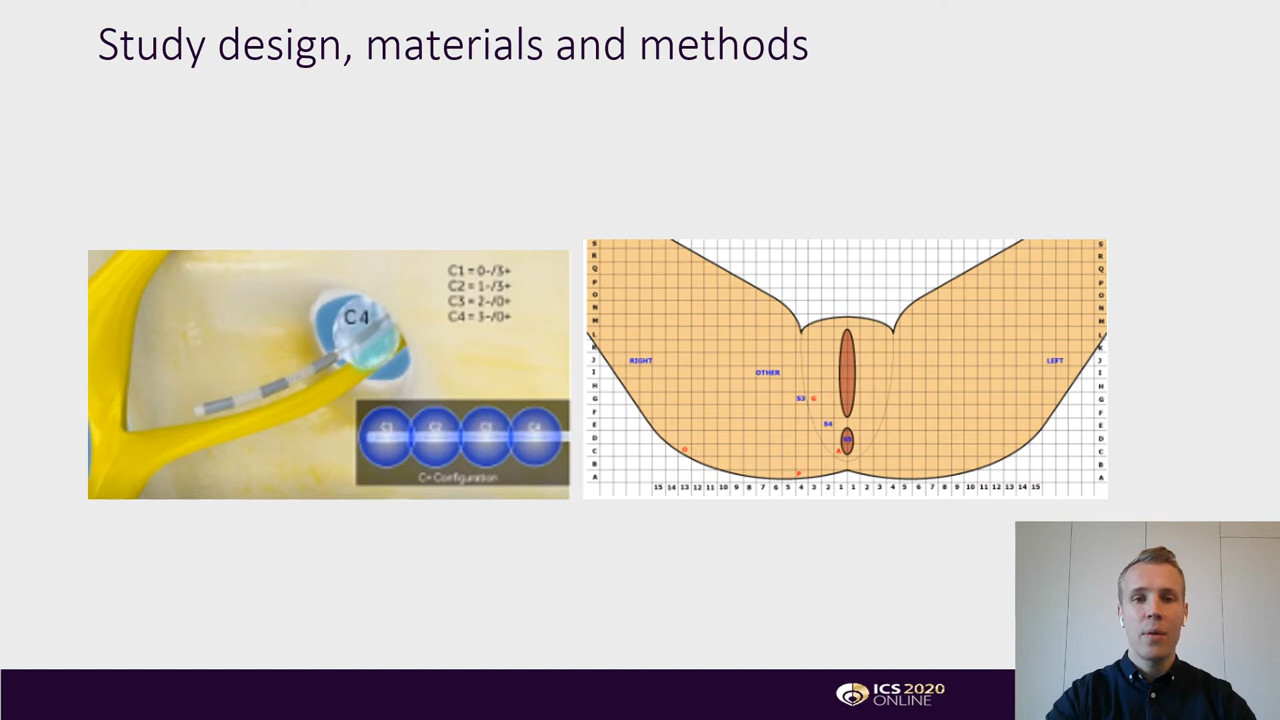 Study design, materials and methods
C4
C1 = 0-/3+
C2 = 1-/3+
C3 = 2-/0+
C4 = 3-/0+
C1 C2 C3 C4
C= Configuration
S
R
Q
P
O
N
M
L
K
J
I
H
G
F
E
D
C
B
A
RIGHT
LEFT
OTHER
S3 G
S4
S5
A
O
P
S
R
Q
P
O
N
M
L
K
J
I
H
G
F
E
D
C
B
A
15 14 13 12 11 10 9 8 7 6 5 4 3 2 1 1 2 3 4 5 6 7 8 9 10 11 12 13 14 15
ICS 2020
ONLINE